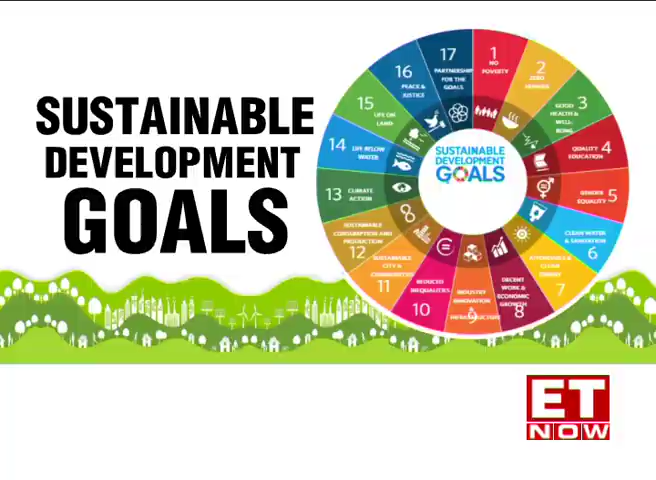 SUSTAINABLE
DEVELOPMENT
GOALS
SUSTAINABLE
DEVELOPMENT
GOALS
1
NO
POVERTY
2
ZERO
HUNGER
3
GOOD
HEALTH &
WELL-
BEING
QUALITY 4
EDUCATION
GENDER 5
EQUALITY
CLEAN WATER
& SANITATION
6
CLEAN
ENERGY
7
DECENT
WORK &
ECONOMIC
GROWTH
8
INDUSTRY
INNOVATION
9
INFRASTRUCTURE
REDUCED
INEQUALITIES
10
SUSTAINABLE
CITY &
COMMUNITIES
11
SUSTAINABLE
CONSUMPTION AND
PRODUCTION
12
13 CLIMATE
ACTION
14 LIFE BELOW
WATER
15
LIFE ON
LAND
16
PEACE &
JUSTICE
17
PARTNERSHIP
FOR THE
GOALS
ET
NOW